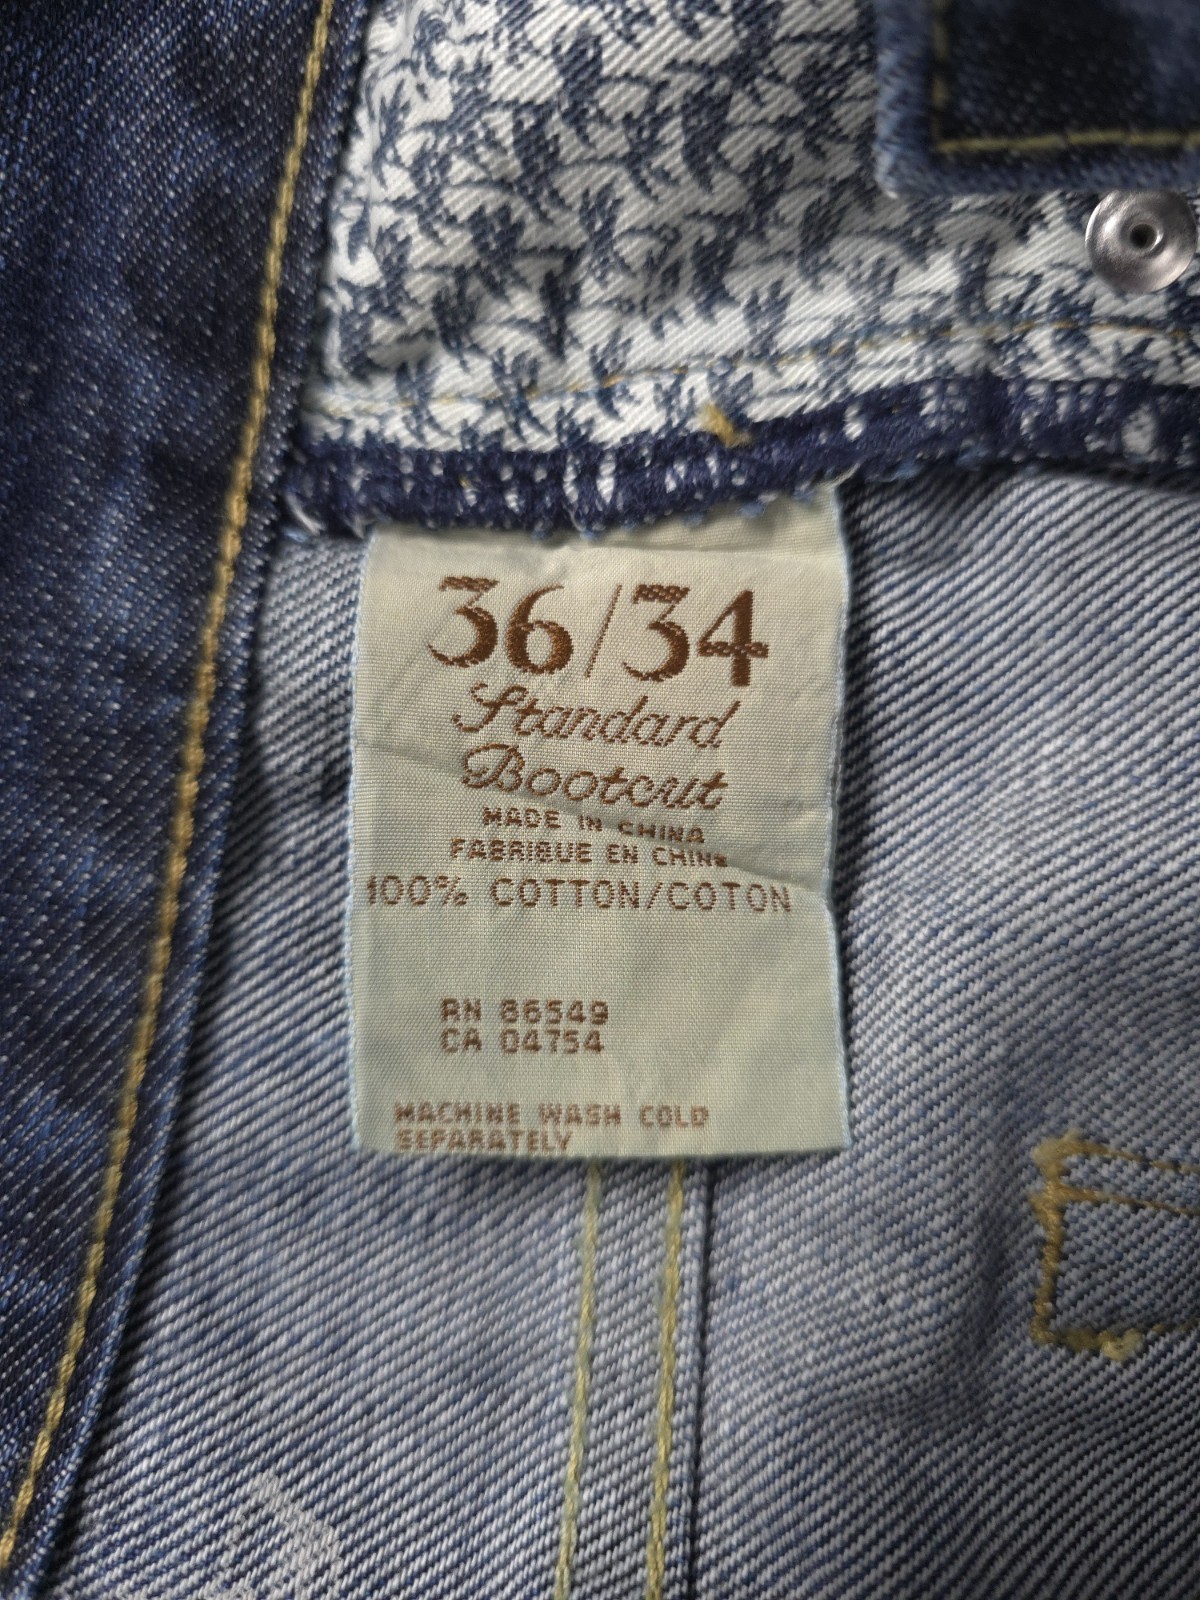 36/34
Standard
Bootcut
MADE IN CHINA
FABRIQUE EN CHINE
100% COTTON/COTON
RN 86549
CA 04754
MACHINE WASH COLD
SEPARATELY